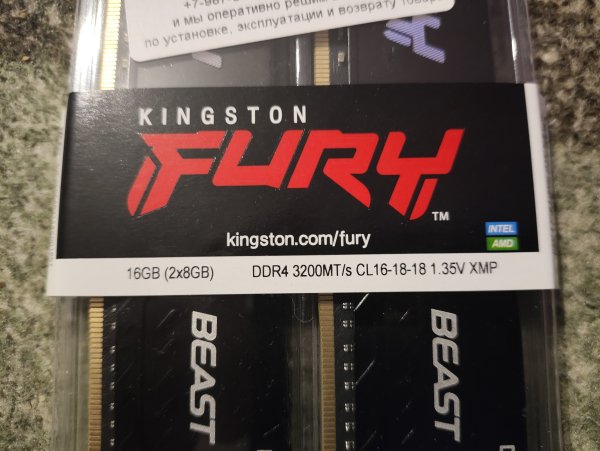 и мы оперативно решим
по установке, эксплуатации и возврату товара
KINGSTON
FURY
TM
kingston.com/fury
INTEL
AMD
16GB (2x8GB) DDR4 3200MT/s CL16-18-18 1.35V XMP
BEAST
BEAST